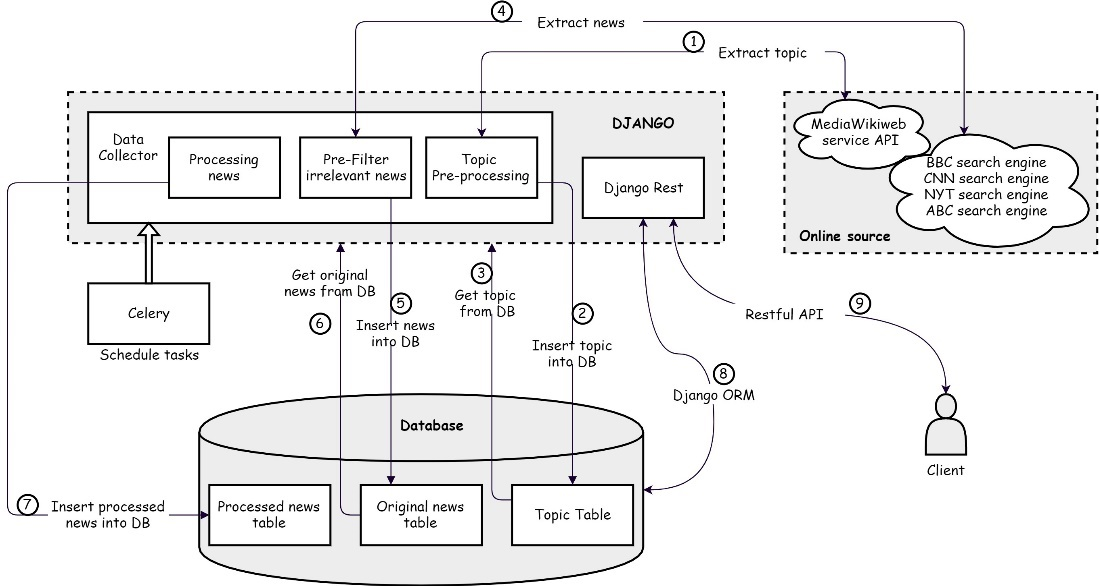 4
Extract news
1
Extract topic
DJANGO
Data
Collector
Processing
news
Pre-Filter
irrelevant news
Topic
Pre-processing
Django Rest
MediaWikiweb
service API
BBC search engine
CNN search engine
NYT search engine
ABC search engine
Online source
Celery
Schedule tasks
Get original
news from DB
6
5
Insert news
into DB
3
Get topic
from DB
2
Insert topic
into DB
Restful API
9
8
Django ORM
Client
Database
7
Insert processed
news into DB
Processed news
table
Original news
table
Topic Table